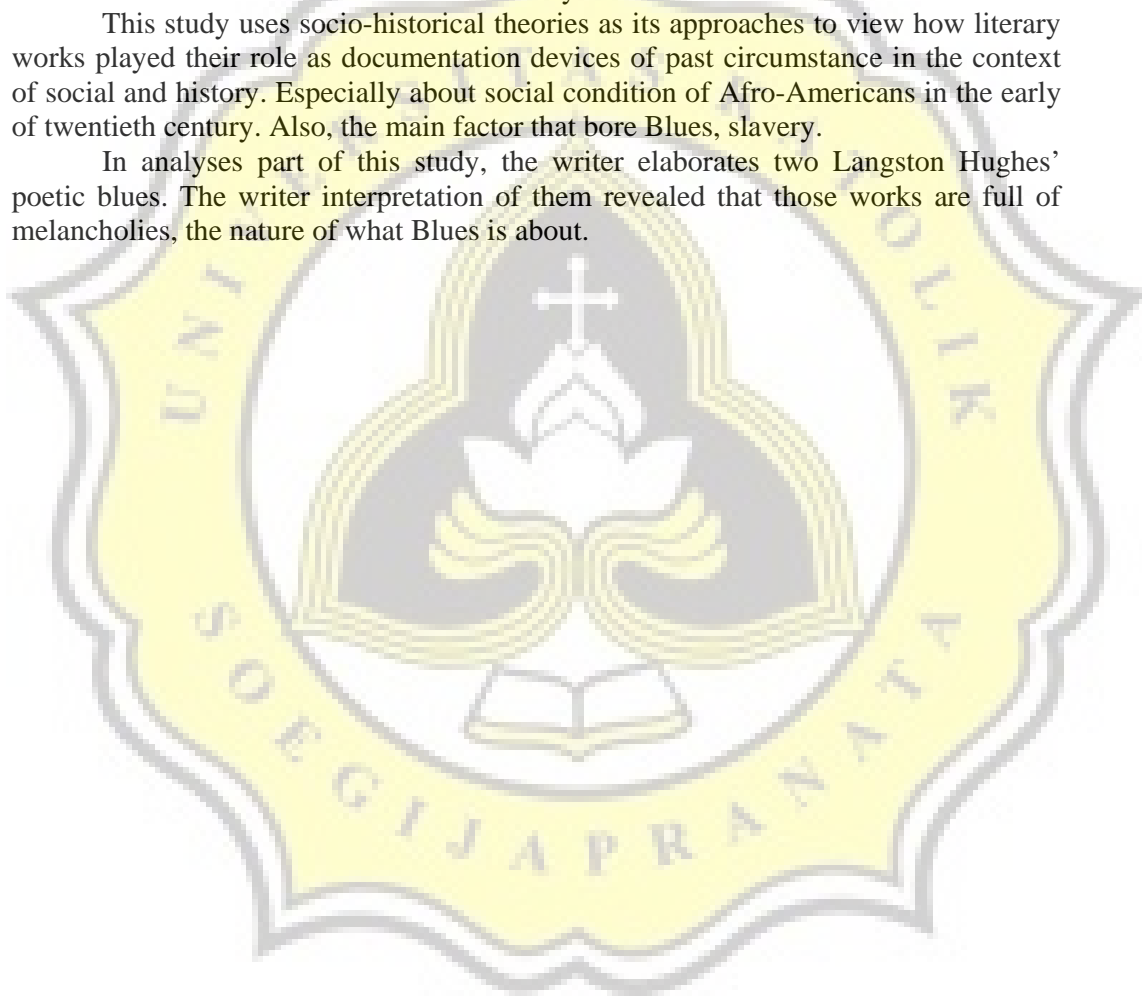 This study uses socio-historical theories as its approaches to view how literary
works played their role as documentation devices of past circumstance in the context
of social and history. Especially about social condition of Afro-Americans in the early
of twentieth century. Also, the main factor that bore Blues, slavery.
In analyses part of this study, the writer elaborates two Langston Hughes’
poetic blues. The writer interpretation of them revealed that those works are full of
melancholies, the nature of what Blues is about.
UNIVERSITAS KATOLIK
SOEGIJAPRANATA